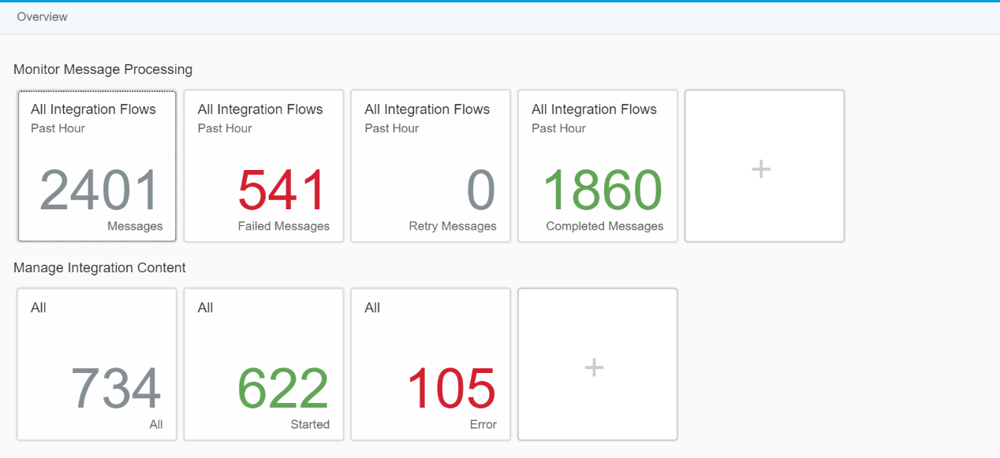 Overview
Monitor Message Processing
All Integration Flows
Past Hour
2401
Messages
All Integration Flows
Past Hour
541
Failed Messages
All Integration Flows
Past Hour
0
Retry Messages
All Integration Flows
Past Hour
1860
Completed Messages
+
Manage Integration Content
All
734
All
All
622
Started
All
105
Error
+